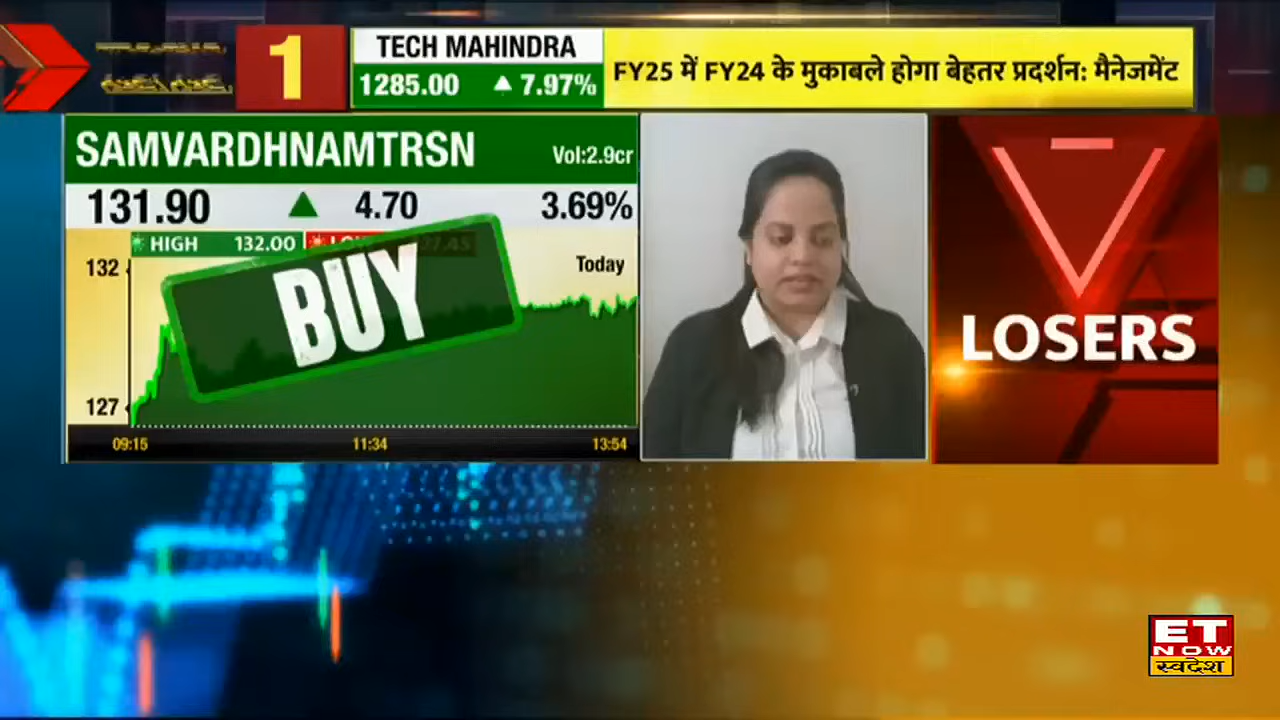 1
TECH MAHINDRA
1285.00 ▲ 7.97%
FY25 में FY24 के मुकाबले होगा बेहतर प्रदर्शन: मैनेजमेंट
SAMVARDHNAMTRSN Vol:2.9cr
131.90 ▲ 4.70 3.69%
HIGH 132.00
132 Today
BUY
127
09:15 11:34 13:54
LOSERS
ET
NOW
स्वदेश